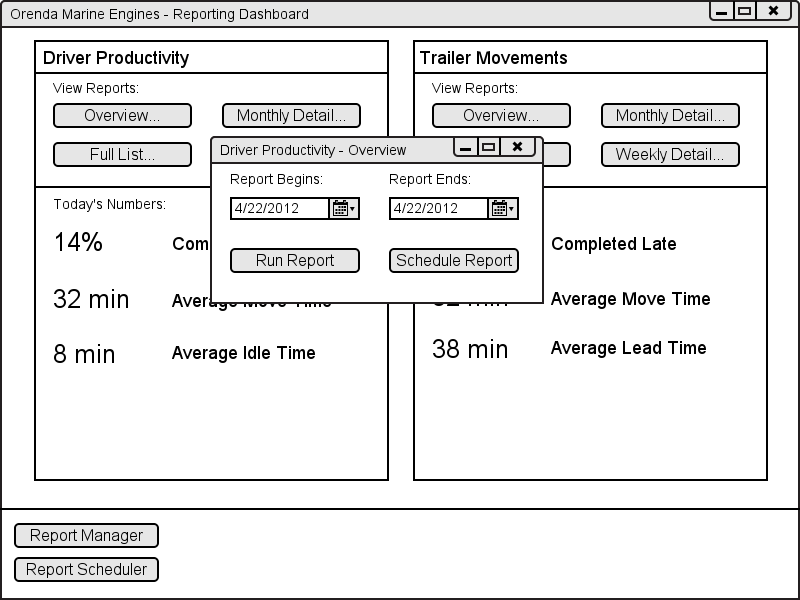 Orenda Marine Engines - Reporting Dashboard
Driver Productivity
View Reports:
Overview...
Monthly Detail...
Full List...
Today's Numbers:
14%
Com
32 min
Average Move Time
8 min
Average Idle Time
Trailer Movements
View Reports:
Overview...
Monthly Detail...
Weekly Detail...
Completed Late
Average Move Time
38 min
Average Lead Time
Driver Productivity - Overview
Report Begins:
Report Ends:
4/22/2012
4/22/2012
Run Report
Schedule Report
Report Manager
Report Scheduler